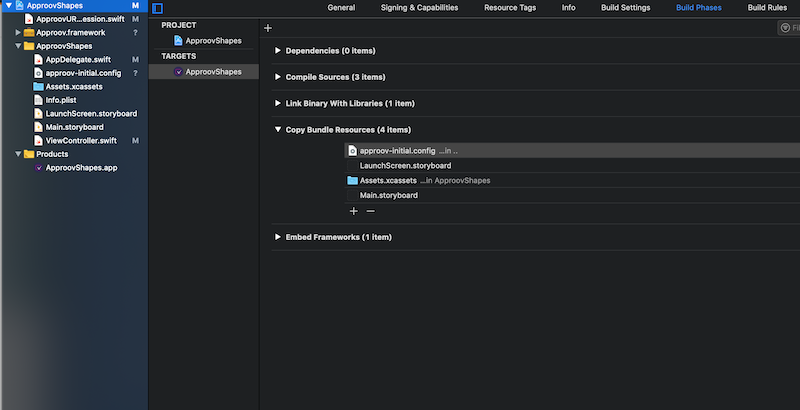 ApproovShapes M
ApproovUR...ession.swift M
Approov.framework ?
ApproovShapes
AppDelegate.swift M
approov-initial.config ?
Assets.xcassets
Info.plist
LaunchScreen.storyboard
Main.storyboard
ViewController.swift M
Products
ApproovShapes.app
PROJECT
ApproovShapes
TARGETS
ApproovShapes
General Signing & Capabilities Resource Tags Info Build Settings Build Phases Build Rules
+ Fil
Dependencies (0 items)
Compile Sources (3 items)
Link Binary With Libraries (1 item)
Copy Bundle Resources (4 items)
approov-initial.config ...in ..
LaunchScreen.storyboard
Assets.xcassets ...in ApproovShapes
Main.storyboard
+ −
Embed Frameworks (1 item)